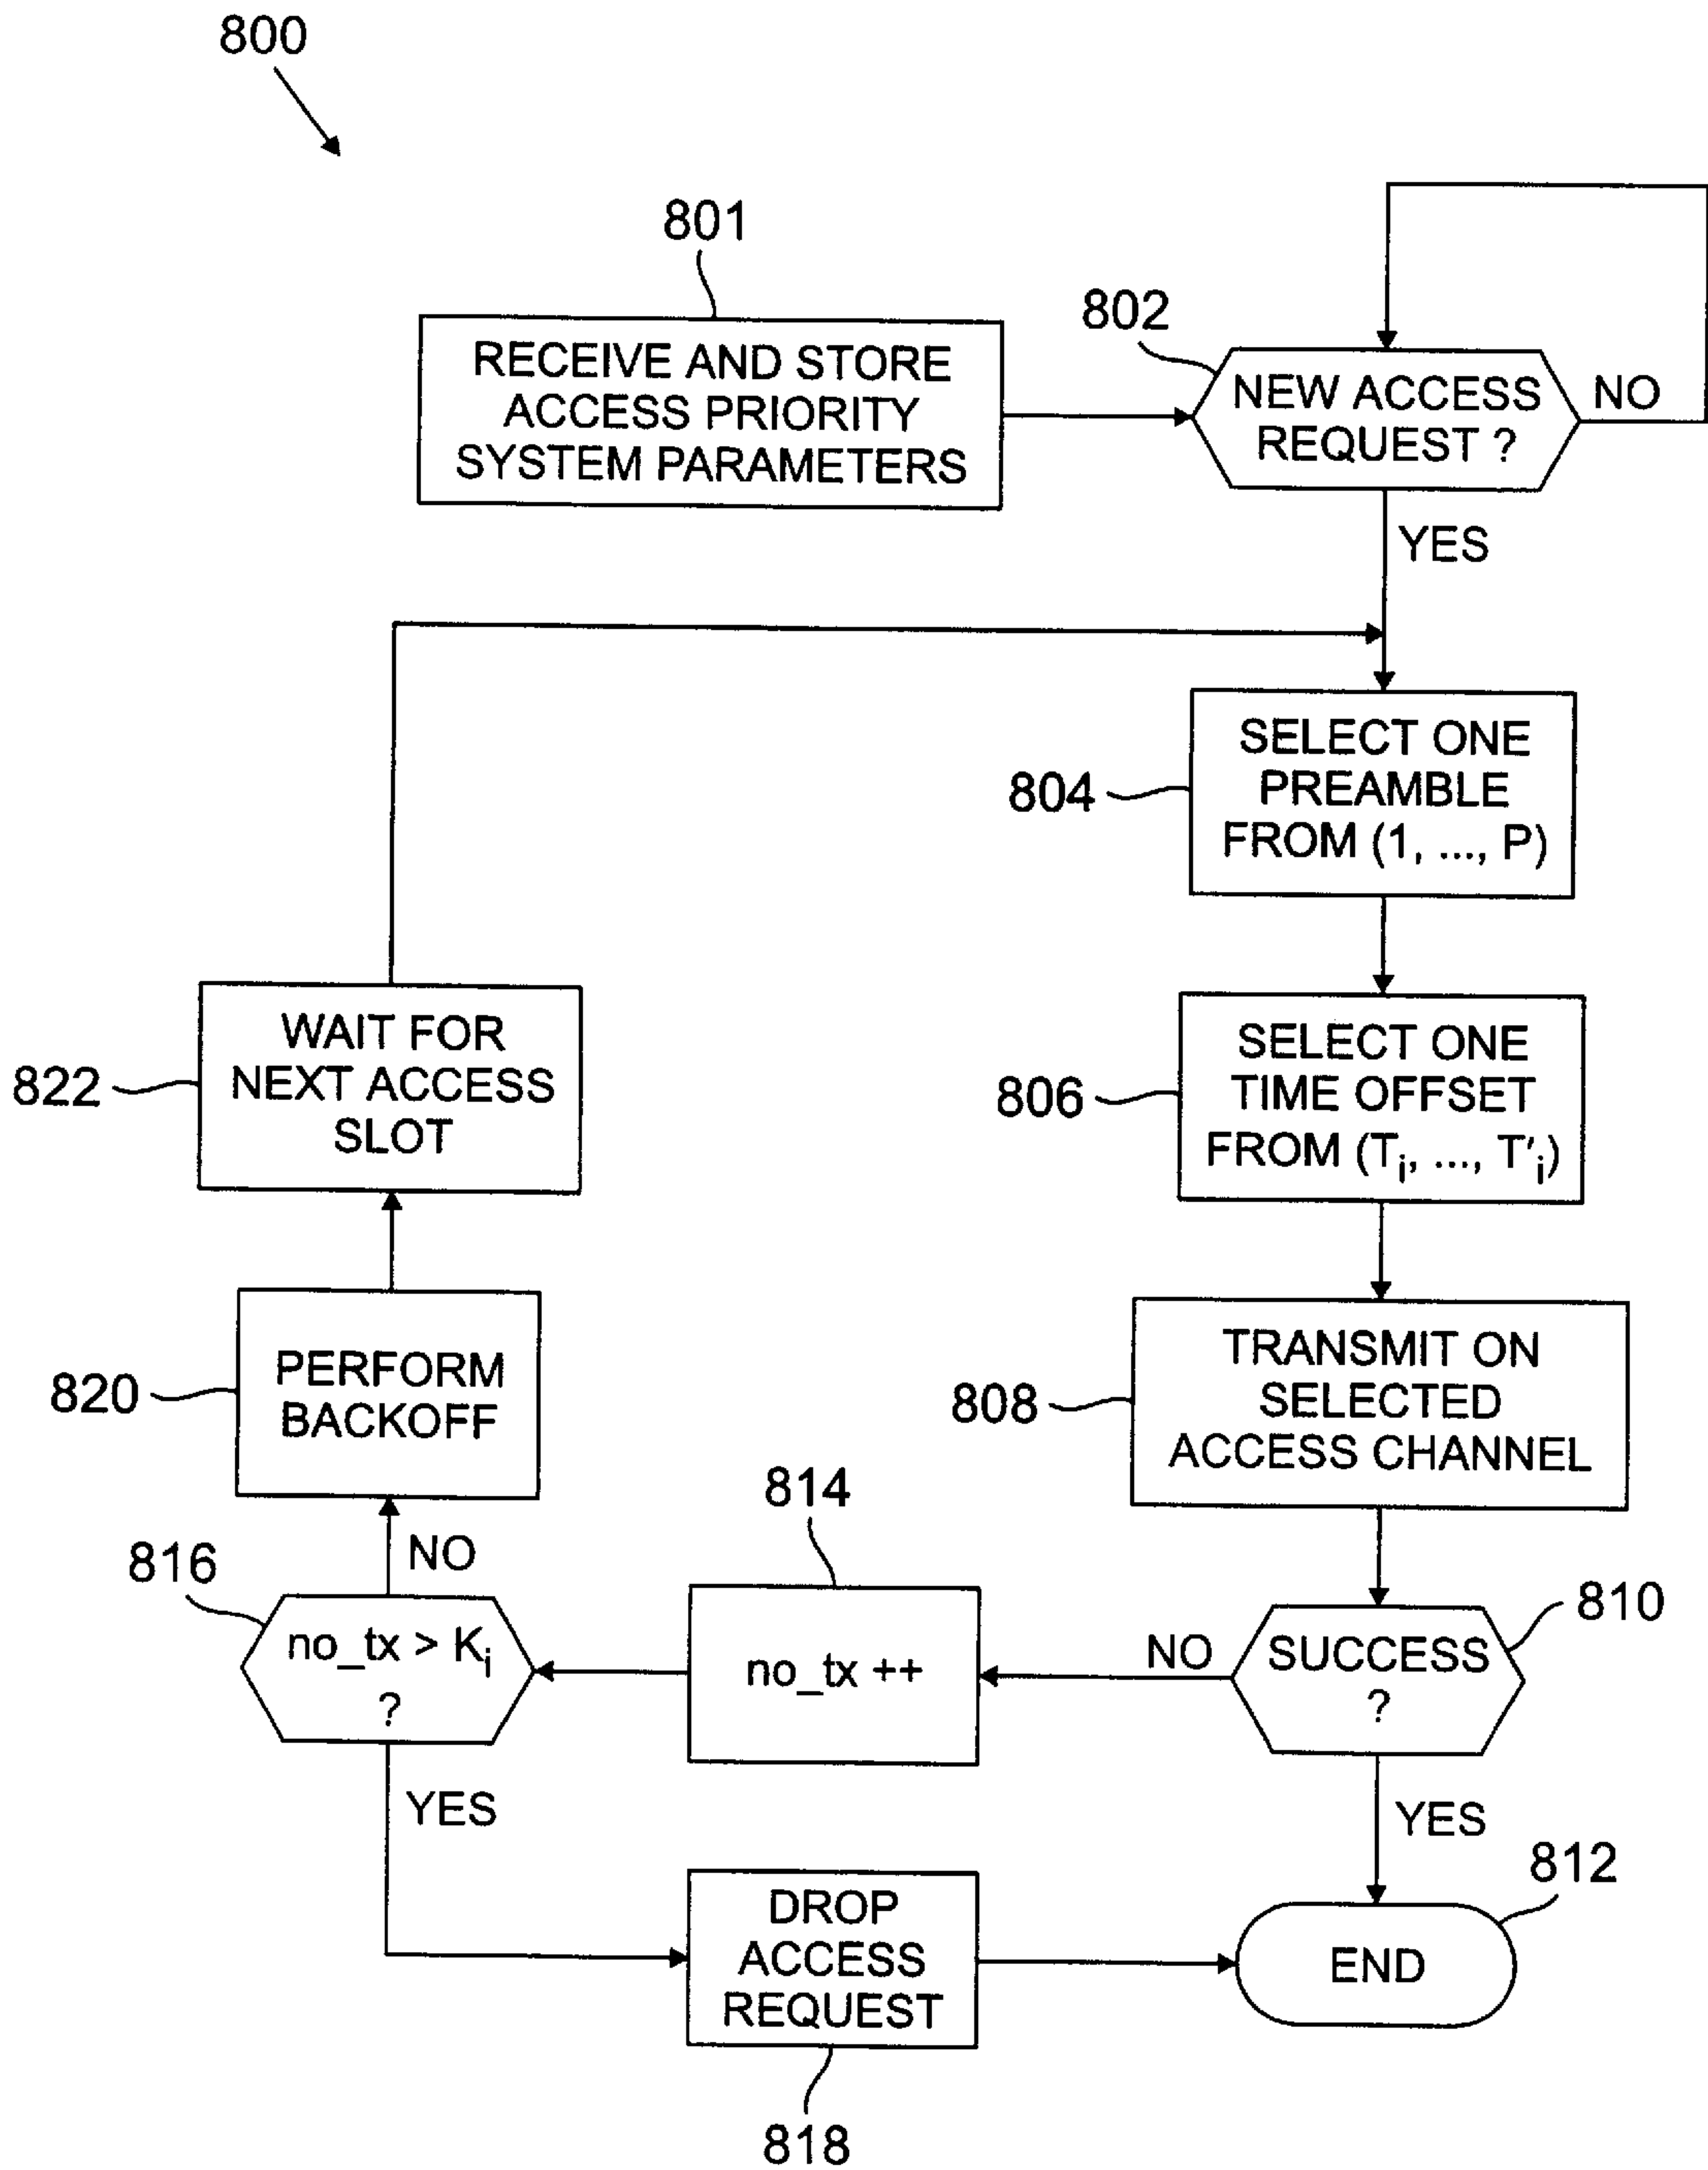 800
801
RECEIVE AND STORE
ACCESS PRIORITY
SYSTEM PARAMETERS
802
NEW ACCESS
REQUEST ?
NO
YES
SELECT ONE
PREAMBLE
FROM (1, ..., P)
804
SELECT ONE
TIME OFFSET
FROM (Tᵢ, ..., T'ᵢ)
806
TRANSMIT ON
SELECTED
ACCESS CHANNEL
808
SUCCESS
?
810
NO
YES
812
END
814
no_tx ++
816
no_tx > Kᵢ
?
NO
YES
DROP
ACCESS
REQUEST
818
PERFORM
BACKOFF
820
WAIT FOR
NEXT ACCESS
SLOT
822